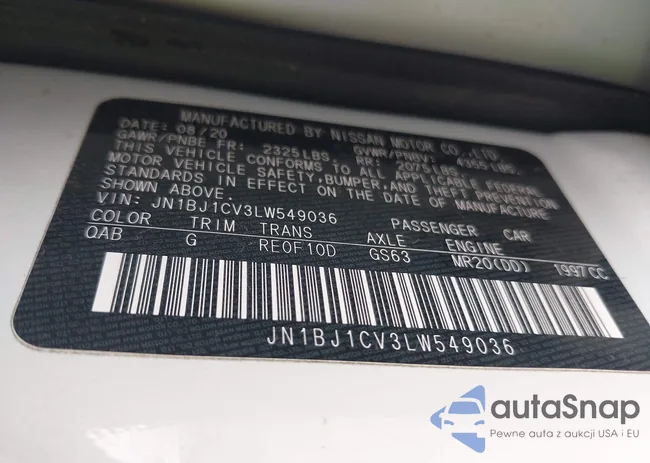 MANUFACTURED BY NISSAN MOTOR CO.,LTD.
DATE: 08/20 GVWR/PNBV:
GAWR/PNBE FR: 2325LBS. RR:
THIS VEHICLE CONFORMS TO ALL APPLICABLE FEDERAL
MOTOR VEHICLE SAFETY, BUMPER, AND THEFT PREVENTION
STANDARDS IN EFFECT ON THE DATE OF MANUFACTURE
SHOWN ABOVE.
VIN: JN1BJ1CV3LW549036 PASSENGER CAR
COLOR TRIM TRANS AXLE ENGINE
QAB G RE0F10D GS63 MR20(DD) 1997CC
JN1BJ1CV3LW549036
autaSnap
Pewne auta z aukcji USA i EU